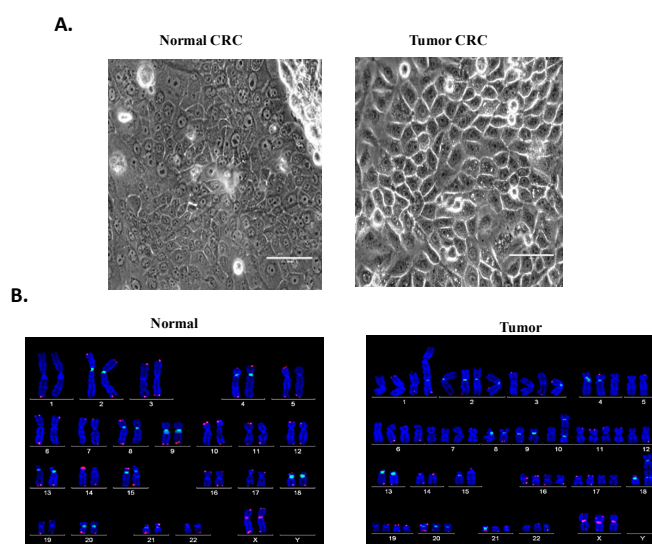 A.
Normal CRC
Tumor CRC
B.
Normal
Tumor
1 2 3 4 5
6 7 8 9 10 11 12
13 14 15 16 17 18
19 20 21 22 X Y
1 2 3 4 5
6 7 8 9 10 11 12
13 14 15 16 17 18
19 20 21 22 X Y